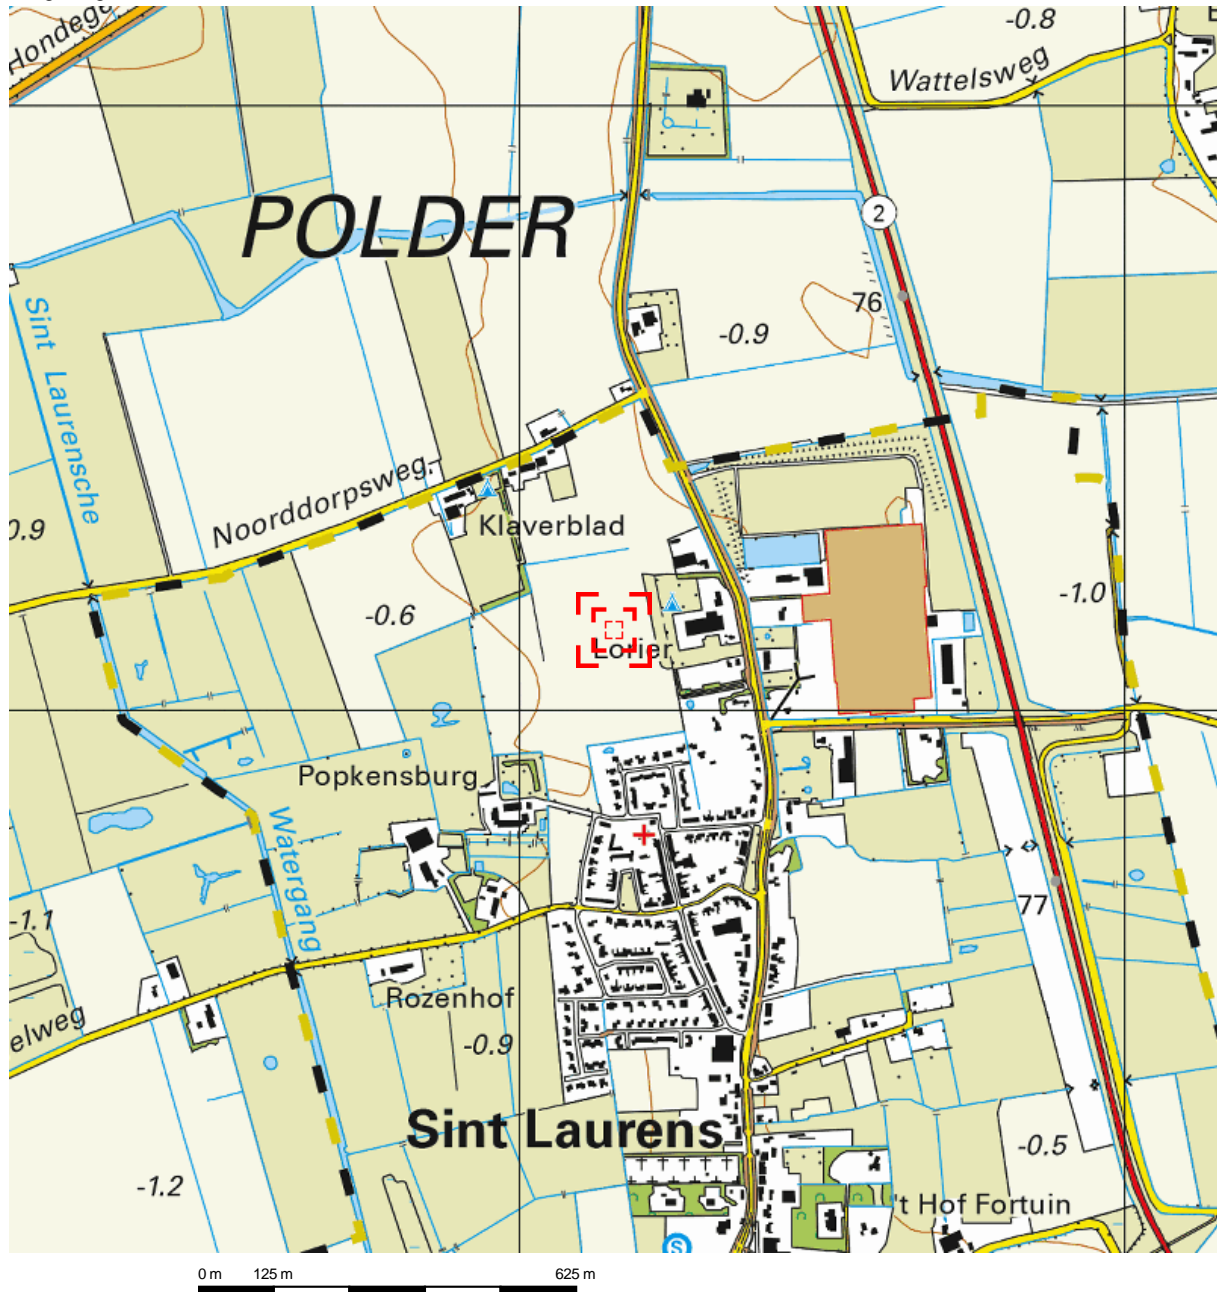 -0.8
Wattelsweg
POLDER
2
76
-0.9
Sint Laurensche
Noorddorpsweg
Klaverblad
0.9
-0.6
-1.0
Lorier
Popkensburg
Watergang
77
-1.1
Rozenhof
elweg
-0.9
Sint Laurens
-0.5
-1.2
't Hof Fortuin
S
0 m 125 m 625 m